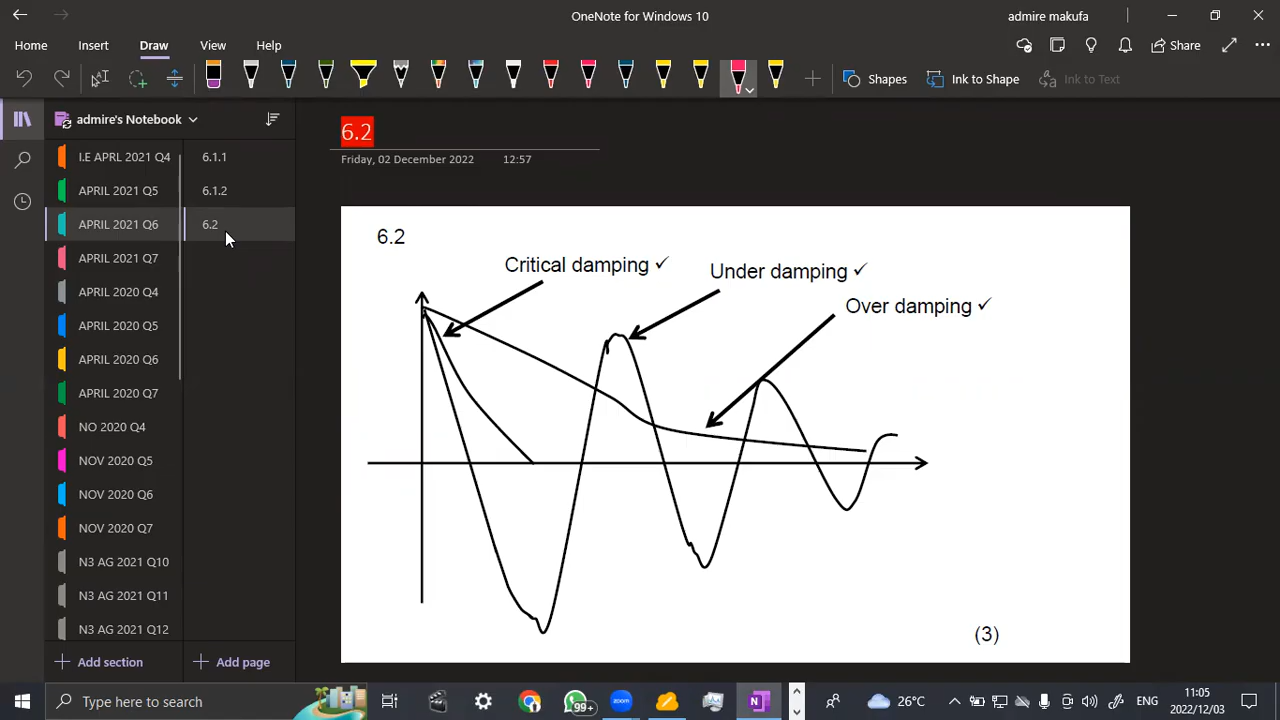 OneNote for Windows 10
admire makufa
Home
Insert
Draw
View
Help
Share
Shapes
Ink to Shape
Ink to Text
admire's Notebook
I.E APRL 2021 Q4
APRIL 2021 Q5
APRIL 2021 Q6
APRIL 2021 Q7
APRIL 2020 Q4
APRIL 2020 Q5
APRIL 2020 Q6
APRIL 2020 Q7
NO 2020 Q4
NOV 2020 Q5
NOV 2020 Q6
NOV 2020 Q7
N3 AG 2021 Q10
N3 AG 2021 Q11
N3 AG 2021 Q12
Add section
6.1.1
6.1.2
6.2
Add page
6.2
Friday, 02 December 2022 12:57
6.2
Critical damping ✓
Under damping ✓
Over damping ✓
(3)
Type here to search
99+
zoom
26°C
ENG
11:05
2022/12/03